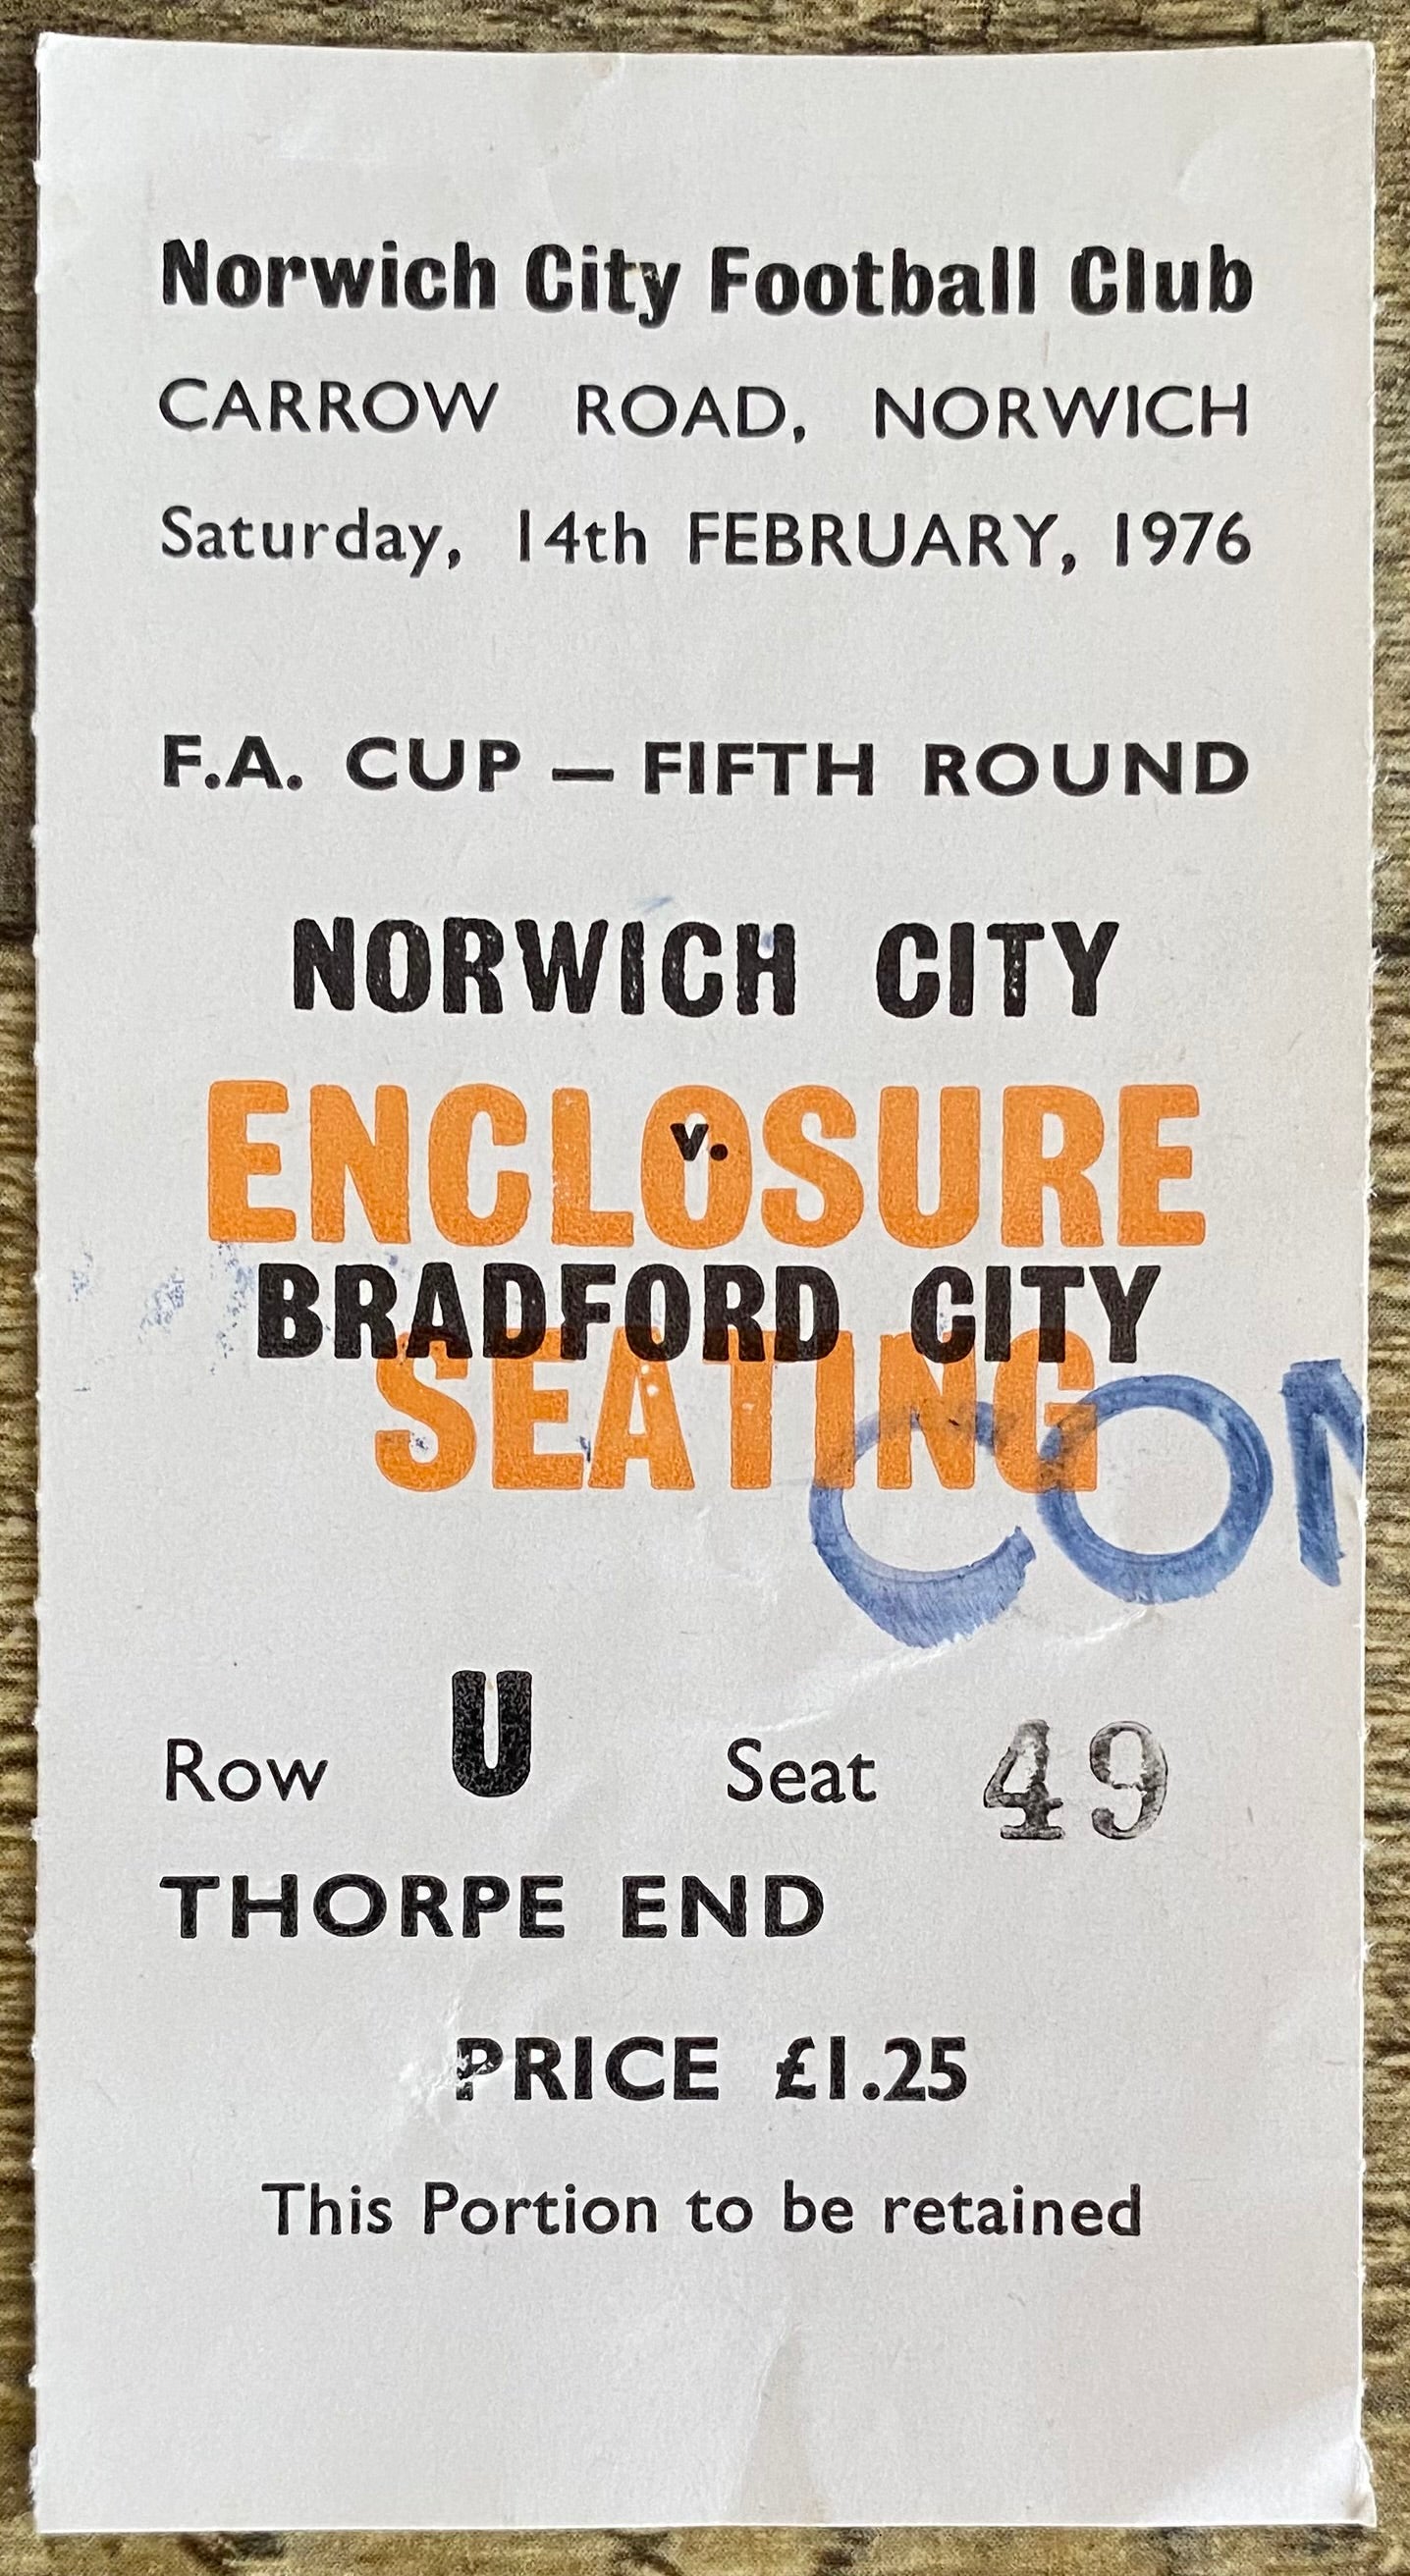 Norwich City Football Club
CARROW ROAD, NORWICH
Saturday, 14th FEBRUARY, 1976
F.A. CUP — FIFTH ROUND
NORWICH CITY
ENCLOSURE
v.
BRADFORD CITY
SEATING
CON
Row U Seat 49
THORPE END
PRICE £1.25
This Portion to be retained